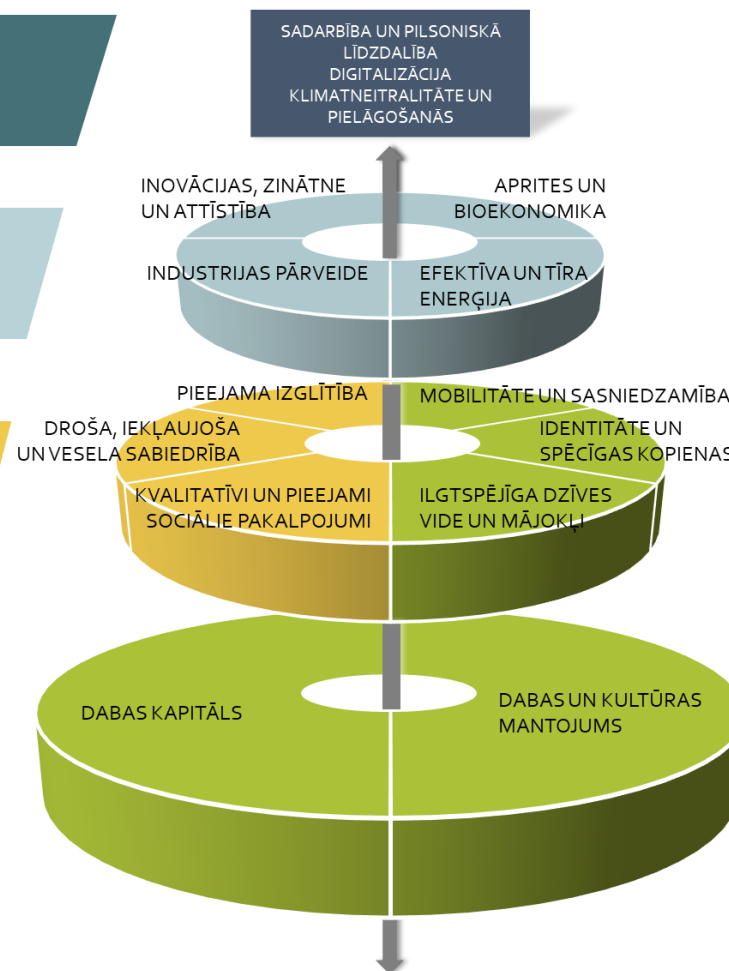 SADARBĪBA UN PILSONISKĀ
LĪDZDALĪBA
DIGITALIZĀCIJA
KLIMATNEITRALITĀTE UN
PIELĀGOŠANĀS
INOVĀCIJAS, ZINĀTNE
UN ATTĪSTĪBA
APRITES UN
BIOEKONOMIKA
INDUSTRIJAS PĀRVEIDE
EFEKTĪVA UN TĪRA
ENERĢIJA
PIEEJAMA IZGLĪTĪBA
MOBILITĀTE UN SASNIEDZAMĪBA
DROŠA, IEKĻAUJOŠA
UN VESELA SABIEDRĪBA
IDENTITĀTE UN
SPĒCĪGAS KOPIENAS
KVALITATĪVI UN PIEEJAMI
SOCIĀLIE PAKALPOJUMI
ILGTSPĒJĪGA DZĪVES
VIDE UN MĀJOKĻI
DABAS KAPITĀLS
DABAS UN KULTŪRAS
MANTOJUMS